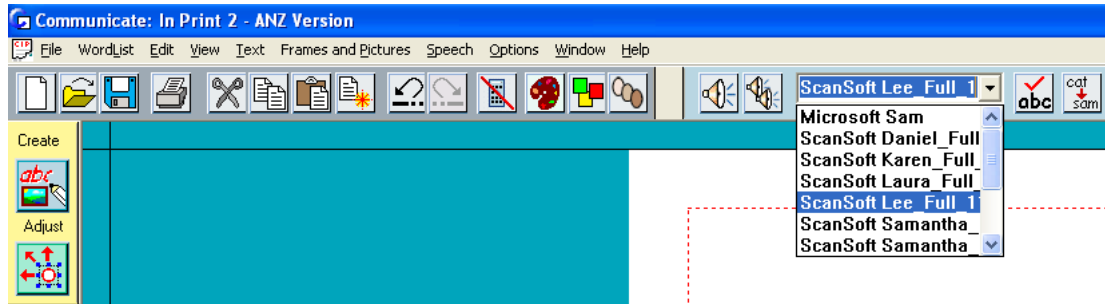 Communicate: In Print 2 - ANZ Version
File WordList Edit View Text Frames and Pictures Speech Options Window Help
ScanSoft Lee_Full_1
abc
cat
sam
Microsoft Sam
ScanSoft Daniel_Full
ScanSoft Karen_Full_
ScanSoft Laura_Full_
ScanSoft Lee_Full_1
ScanSoft Samantha_
ScanSoft Samantha_
Create
abc
Adjust